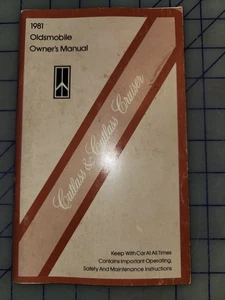 1981
Oldsmobile
Owner's Manual
Cutlass & Cutlass Cruiser
Keep With Car At All Times
Contains Important Operating,
Safety And Maintenance Instructions